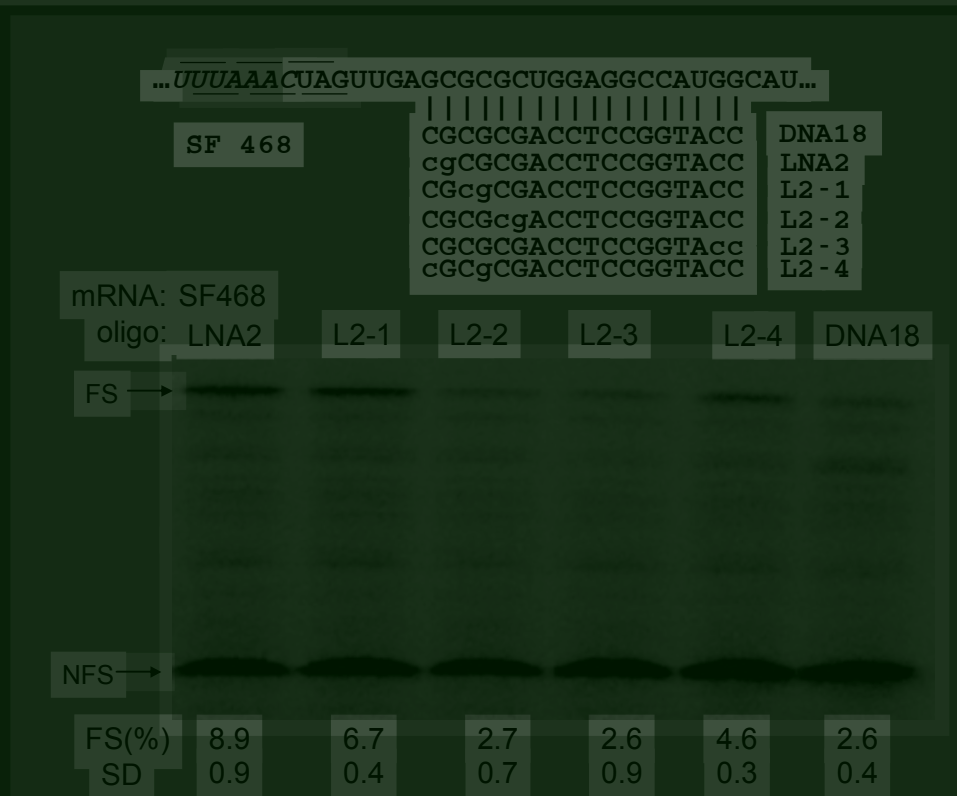 ...UUUAAACUAGUUGAGCGCGCUGGAGGCCAUGGCAU...
SF 468
CGCGCGACCTCCGGTACC DNA18
cgCGCGACCTCCGGTACC LNA2
CGcgCGACCTCCGGTACC L2-1
CGCGcgACCTCCGGTACC L2-2
CGCGCGACCTCCGGTAcc L2-3
cGCgCGACCTCCGGTACC L2-4
mRNA: SF468
oligo: LNA2 L2-1 L2-2 L2-3 L2-4 DNA18
FS
NFS
FS(%) 8.9 6.7 2.7 2.6 4.6 2.6
SD 0.9 0.4 0.7 0.9 0.3 0.4